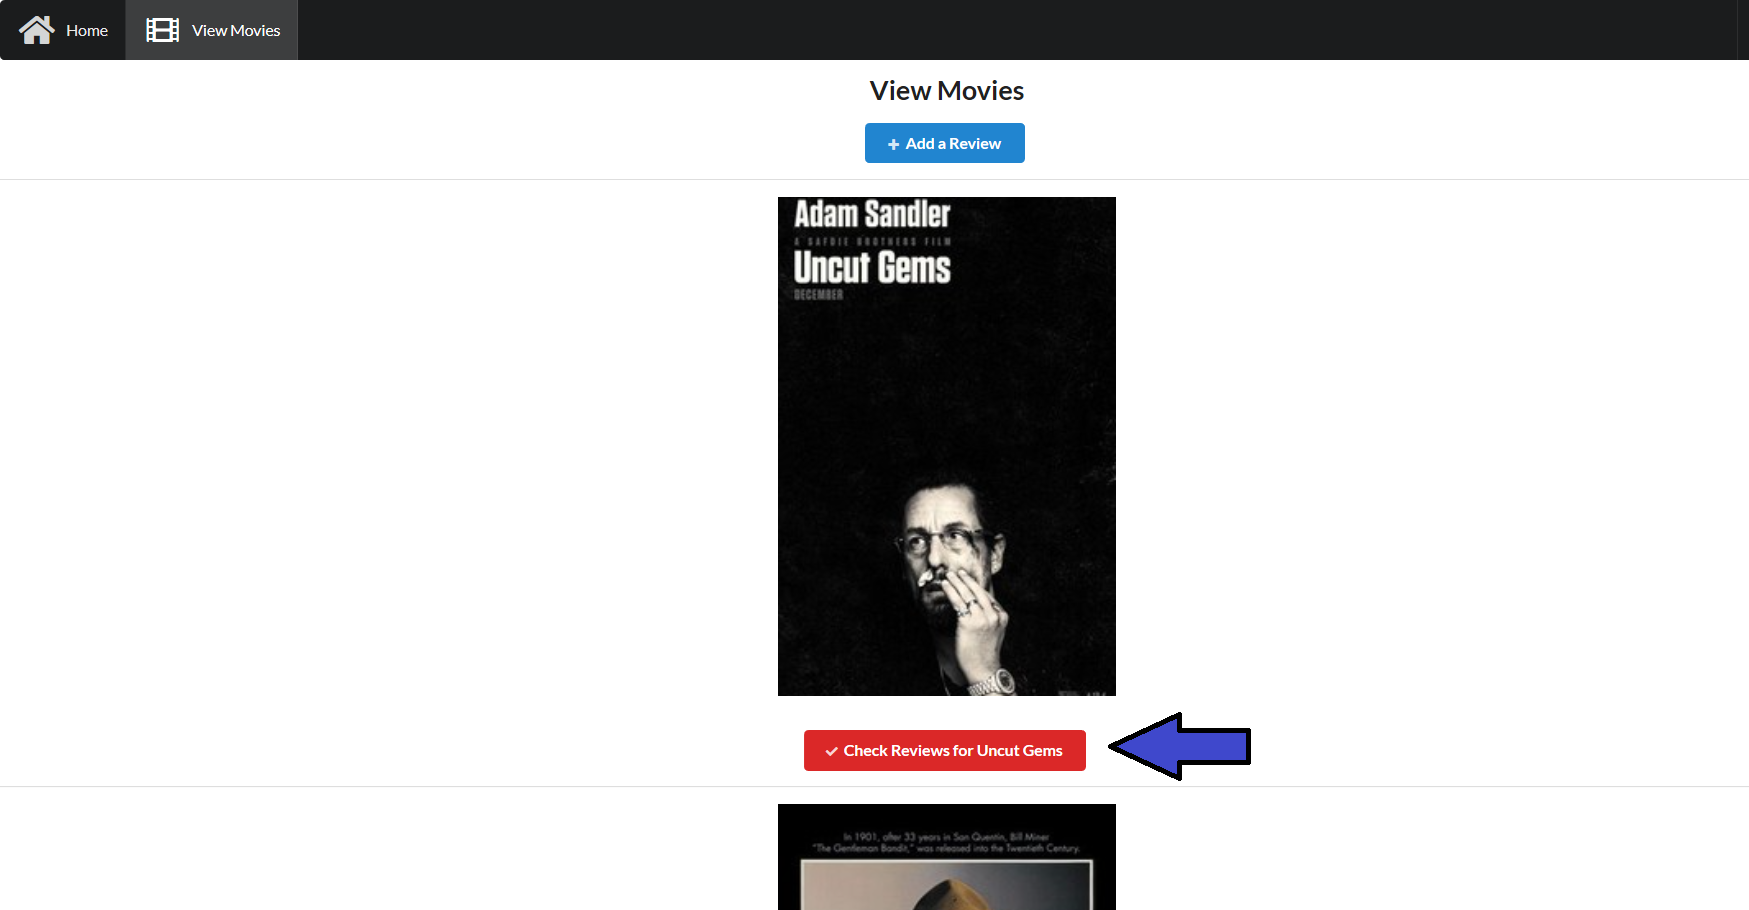 Home
View Movies
View Movies
Add a Review
Adam Sandler
A SAFDIE BROTHERS FILM
Uncut Gems
DECEMBER
Check Reviews for Uncut Gems
In 1901, after 33 years in San Quentin, Bill Miner
"The Gentleman Bandit," was released into the Twentieth Century.